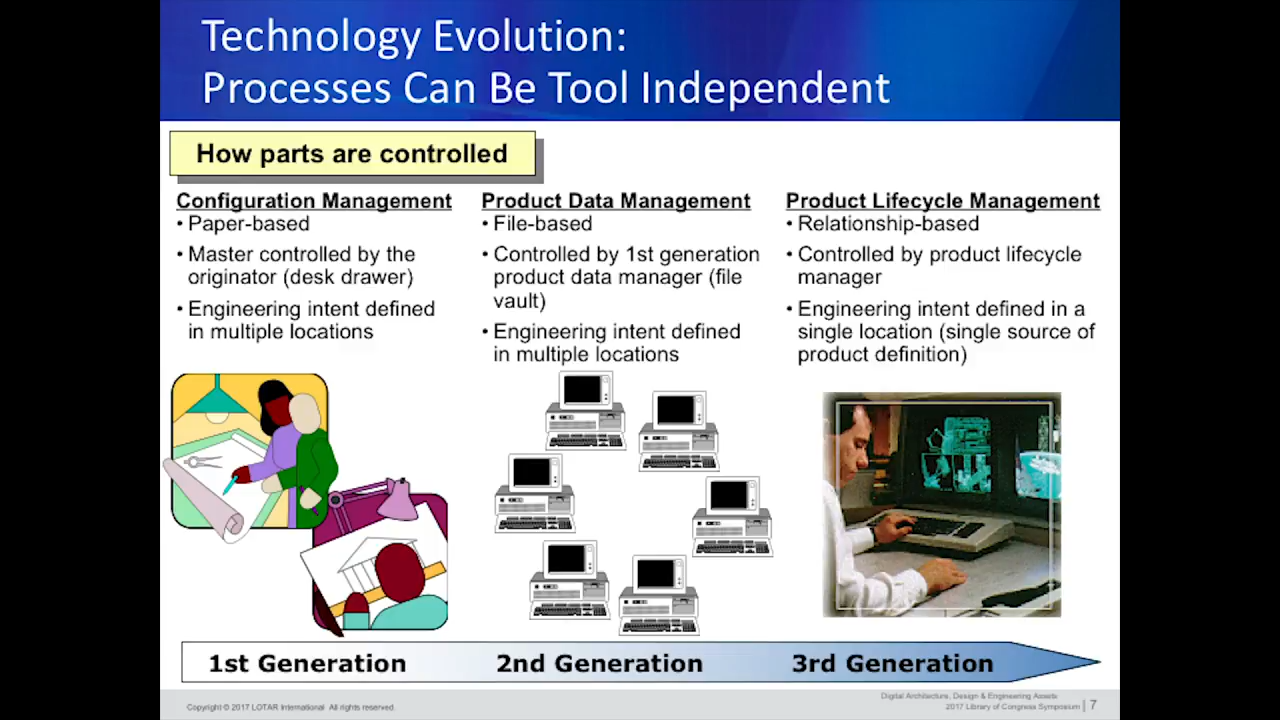 Technology Evolution:
Processes Can Be Tool Independent
How parts are controlled
Configuration Management
• Paper-based
• Master controlled by the
originator (desk drawer)
• Engineering intent defined
in multiple locations
Product Data Management
• File-based
• Controlled by 1st generation
product data manager (file
vault)
• Engineering intent defined
in multiple locations
Product Lifecycle Management
• Relationship-based
• Controlled by product lifecycle
manager
• Engineering intent defined in a
single location (single source of
product definition)
1st Generation
2nd Generation
3rd Generation
Copyright © 2017 LOTAR International All rights reserved.
Digital Architecture, Design & Engineering Assets
2017 Library of Congress Symposium | 7